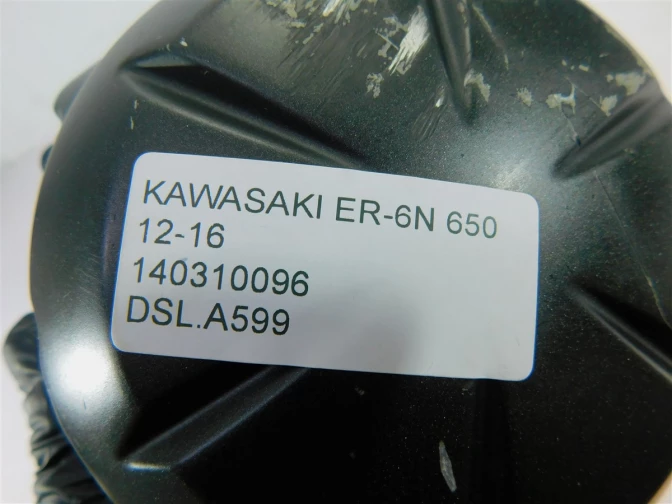 KAWASAKI ER-6N 650
12-16
140310096
DSL.A599